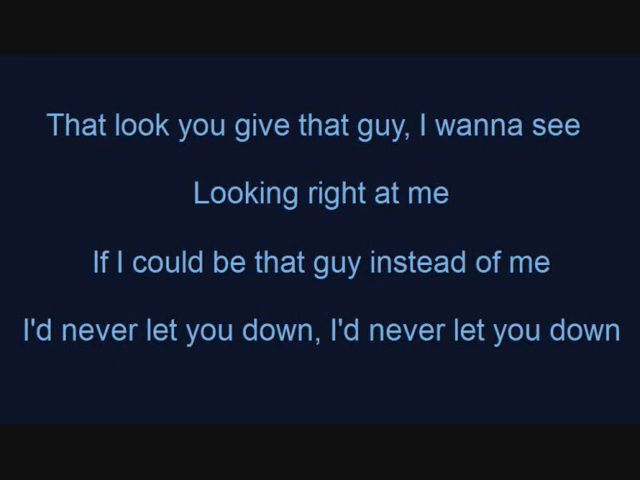 That look you give that guy, I wanna see
Looking right at me
If I could be that guy instead of me
I'd never let you down, I'd never let you down